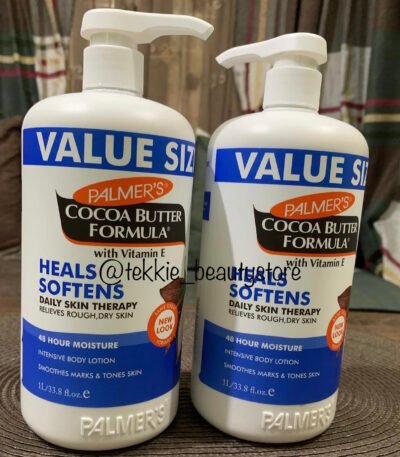 VALUE SIZ
PALMER'S®
COCOA BUTTER
FORMULA®
with Vitamin E
HEALS
SOFTENS
DAILY SKIN THERAPY
RELIEVES ROUGH, DRY SKIN
NEW
LOOK
48 HOUR MOISTURE
INTENSIVE BODY LOTION
SMOOTHES MARKS & TONES SKIN
1L/33.8 fl.oz.e
PALMER'S
VALUE SIZ
PALMER'S
COCOA BUTTER
FORMULA®
with Vitamin E
HEALS
SOFTENS
DAILY SKIN THERAPY
RELIEVES ROUGH, DRY SKIN
NEW
LOOK
48 HOUR MOISTURE
INTENSIVE BODY LOTION
SMOOTHES MARKS & TONES SKIN
1L/33.8 fl.oz.e
PALMER'S
@tekkie_beautystore